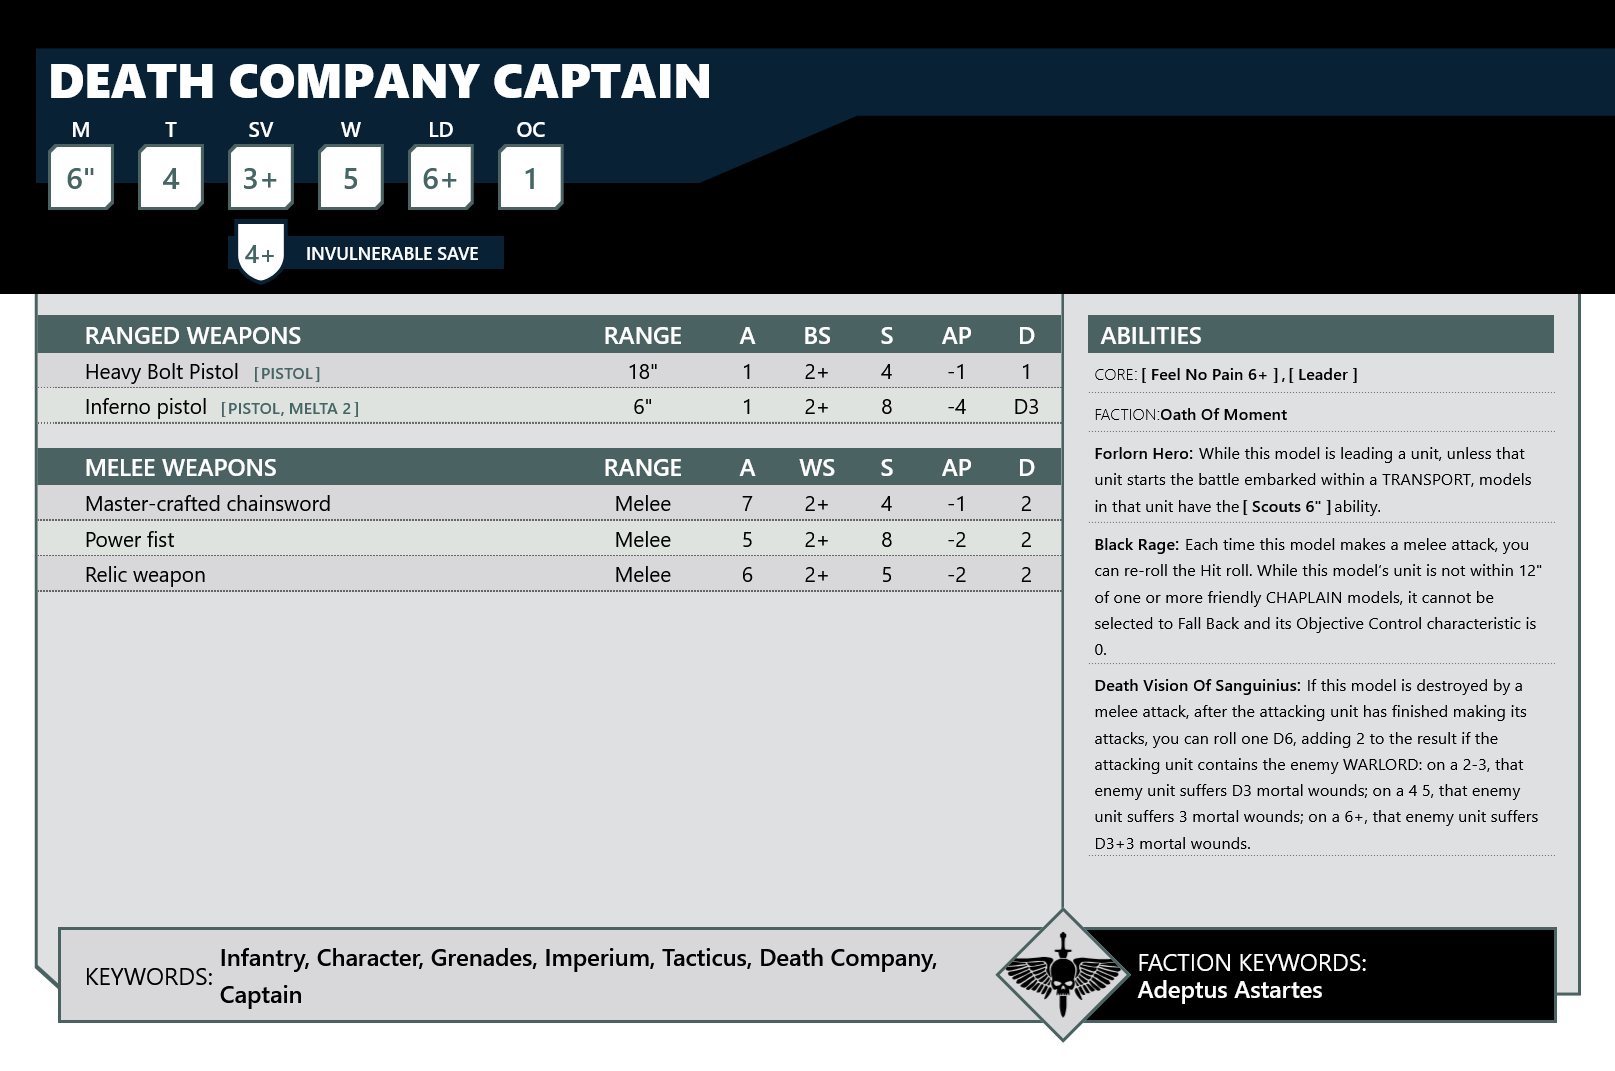 DEATH COMPANY CAPTAIN
M T SV W LD OC
6" 4 3+ 5 6+ 1
4+ INVULNERABLE SAVE
RANGED WEAPONS RANGE A BS S AP D
Heavy Bolt Pistol [PISTOL] 18" 1 2+ 4 -1 1
Inferno pistol [PISTOL, MELTA 2] 6" 1 2+ 8 -4 D3
MELEE WEAPONS RANGE A WS S AP D
Master-crafted chainsword Melee 7 2+ 4 -1 2
Power fist Melee 5 2+ 8 -2 2
Relic weapon Melee 6 2+ 5 -2 2
ABILITIES
CORE: [ Feel No Pain 6+ ] , [ Leader ]
FACTION:Oath Of Moment
Forlorn Hero: While this model is leading a unit, unless that
unit starts the battle embarked within a TRANSPORT, models
in that unit have the [ Scouts 6" ] ability.
Black Rage: Each time this model makes a melee attack, you
can re-roll the Hit roll. While this model's unit is not within 12"
of one or more friendly CHAPLAIN models, it cannot be
selected to Fall Back and its Objective Control characteristic is
0.
Death Vision Of Sanguinius: If this model is destroyed by a
melee attack, after the attacking unit has finished making its
attacks, you can roll one D6, adding 2 to the result if the
attacking unit contains the enemy WARLORD: on a 2-3, that
enemy unit suffers D3 mortal wounds; on a 4 5, that enemy
unit suffers 3 mortal wounds; on a 6+, that enemy unit suffers
D3+3 mortal wounds.
KEYWORDS: Infantry, Character, Grenades, Imperium, Tacticus, Death Company,
Captain
FACTION KEYWORDS:
Adeptus Astartes